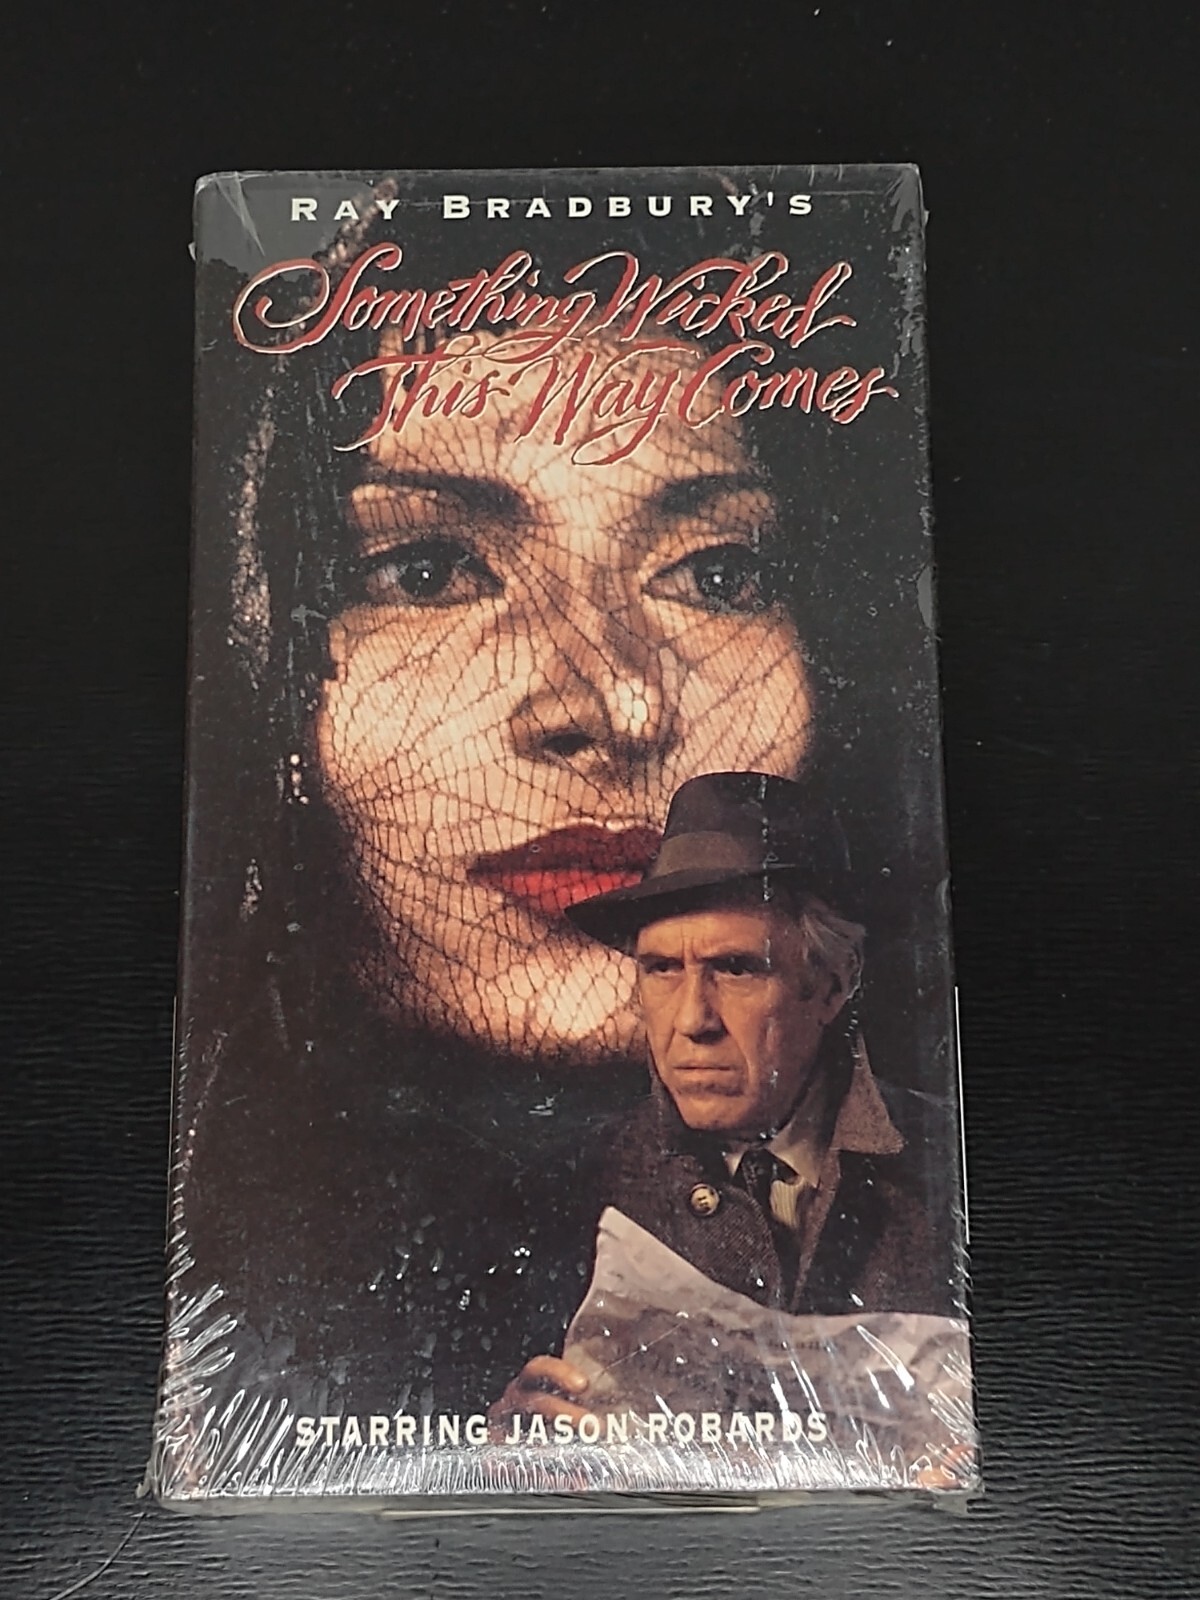 RAY BRADBURY'S
Something Wicked
This Way Comes
STARRING JASON ROBARDS